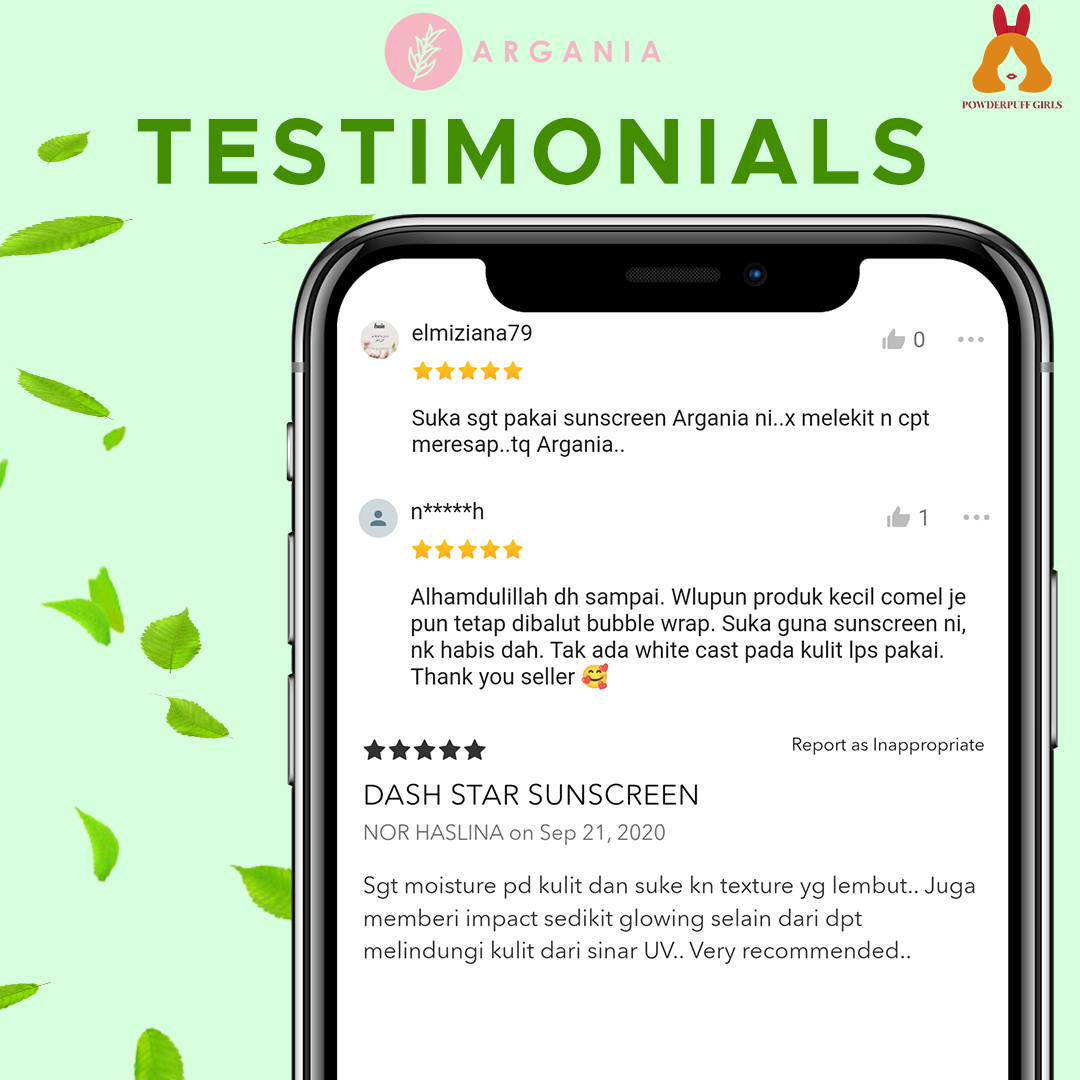 ARGANIA
POWDERPUFF GIRLS
TESTIMONIALS
elmiziana79
0
Suka sgt pakai sunscreen Argania ni..x melekit n cpt
meresap..tq Argania..
n*****h
1
Alhamdulillah dh sampai. Wlupun produk kecil comel je
pun tetap dibalut bubble wrap. Suka guna sunscreen ni,
nk habis dah. Tak ada white cast pada kulit lps pakai.
Thank you seller 🥰
Report as Inappropriate
DASH STAR SUNSCREEN
NOR HASLINA on Sep 21, 2020
Sgt moisture pd kulit dan suke kn texture yg lembut.. Juga
memberi impact sedikit glowing selain dari dpt
melindungi kulit dari sinar UV.. Very recommended..